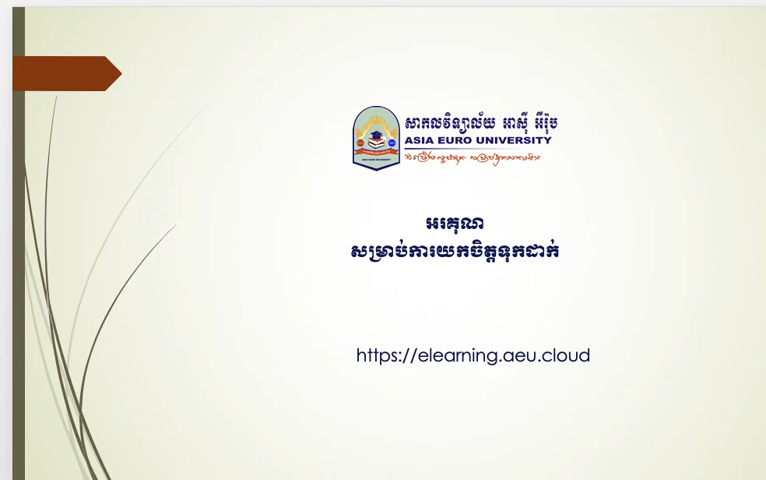 សាកលវិទ្យាល័យ អាស៊ី អឺរ៉ុប
ASIA EURO UNIVERSITY
អរគុណ
សម្រាប់ការយកចិត្តទុកដាក់
https://elearning.aeu.cloud